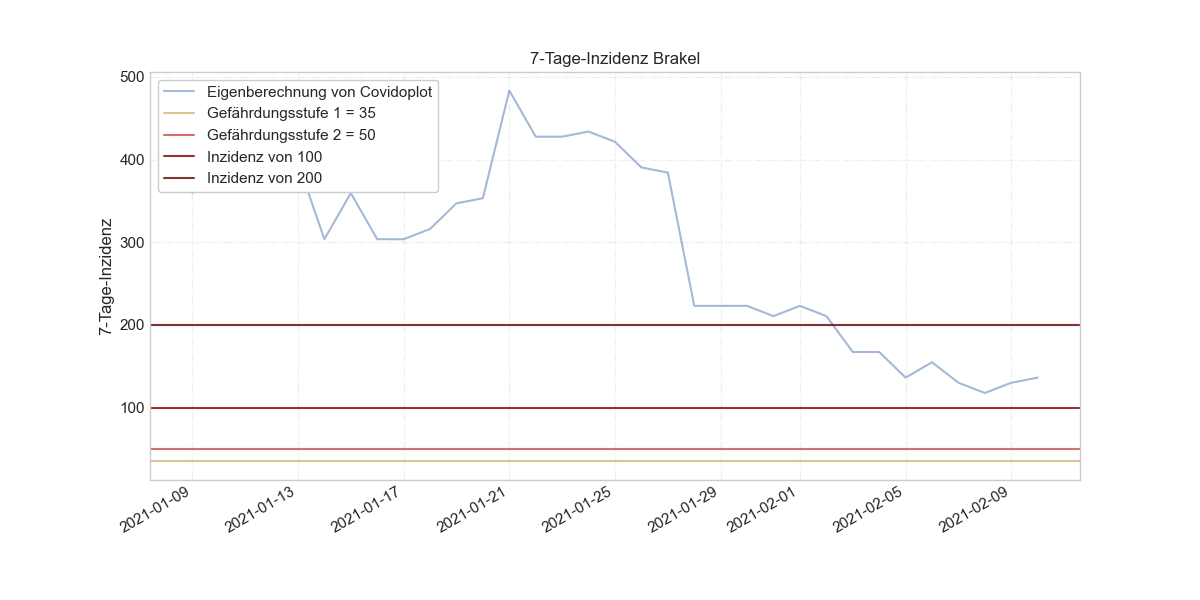 7-Tage-Inzidenz Brakel
500
400
300
200
100
7-Tage-Inzidenz
Eigenberechnung von Covidoplot
Gefährdungsstufe 1 = 35
Gefährdungsstufe 2 = 50
Inzidenz von 100
Inzidenz von 200
2021-01-09
2021-01-13
2021-01-17
2021-01-21
2021-01-25
2021-01-29
2021-02-01
2021-02-05
2021-02-09